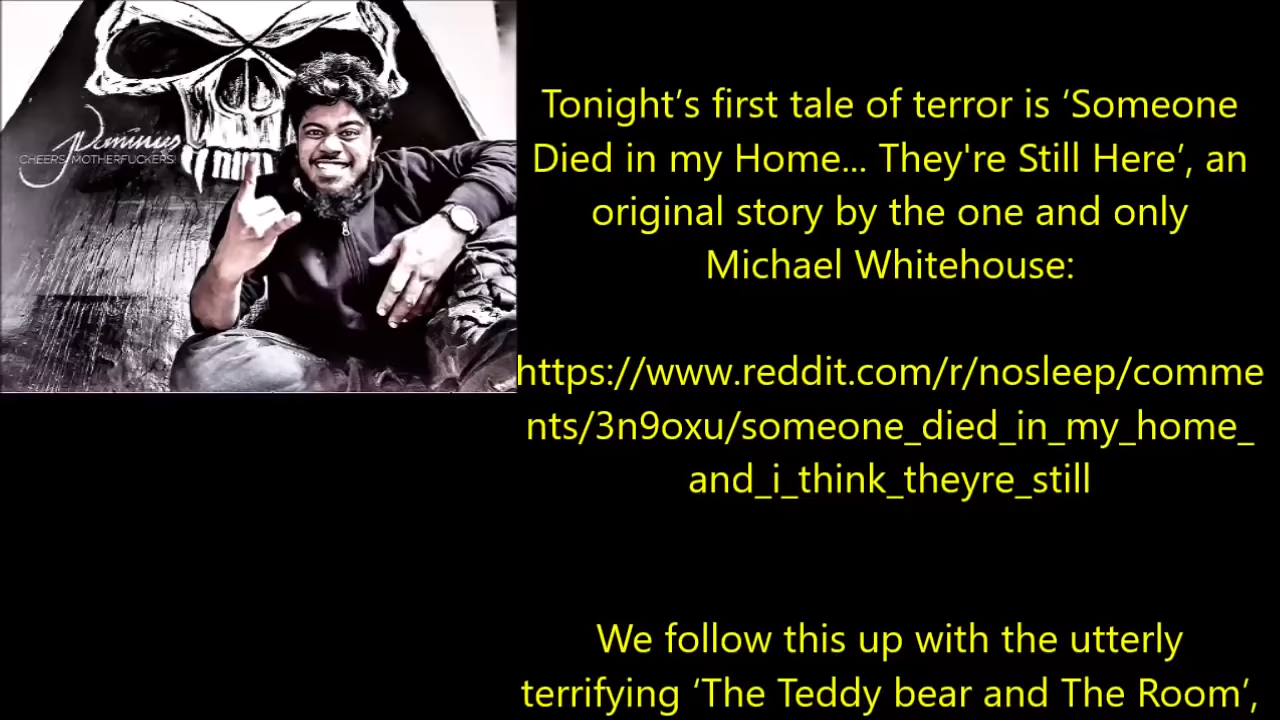 CHEERS MOTHERFUCKERS!
Tonight’s first tale of terror is ‘Someone
Died in my Home... They're Still Here’, an
original story by the one and only
Michael Whitehouse:
https://www.reddit.com/r/nosleep/comme
nts/3n9oxu/someone_died_in_my_home_
and_i_think_theyre_still
We follow this up with the utterly
terrifying ‘The Teddy bear and The Room’,